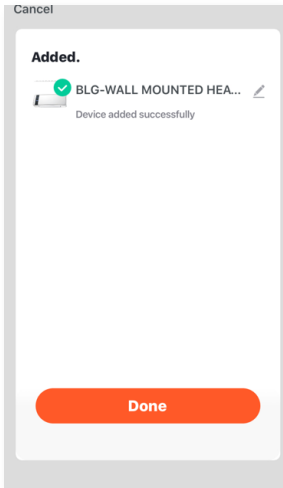 Cancel
Added.
BLG-WALL MOUNTED HEA...
Device added successfully
Done